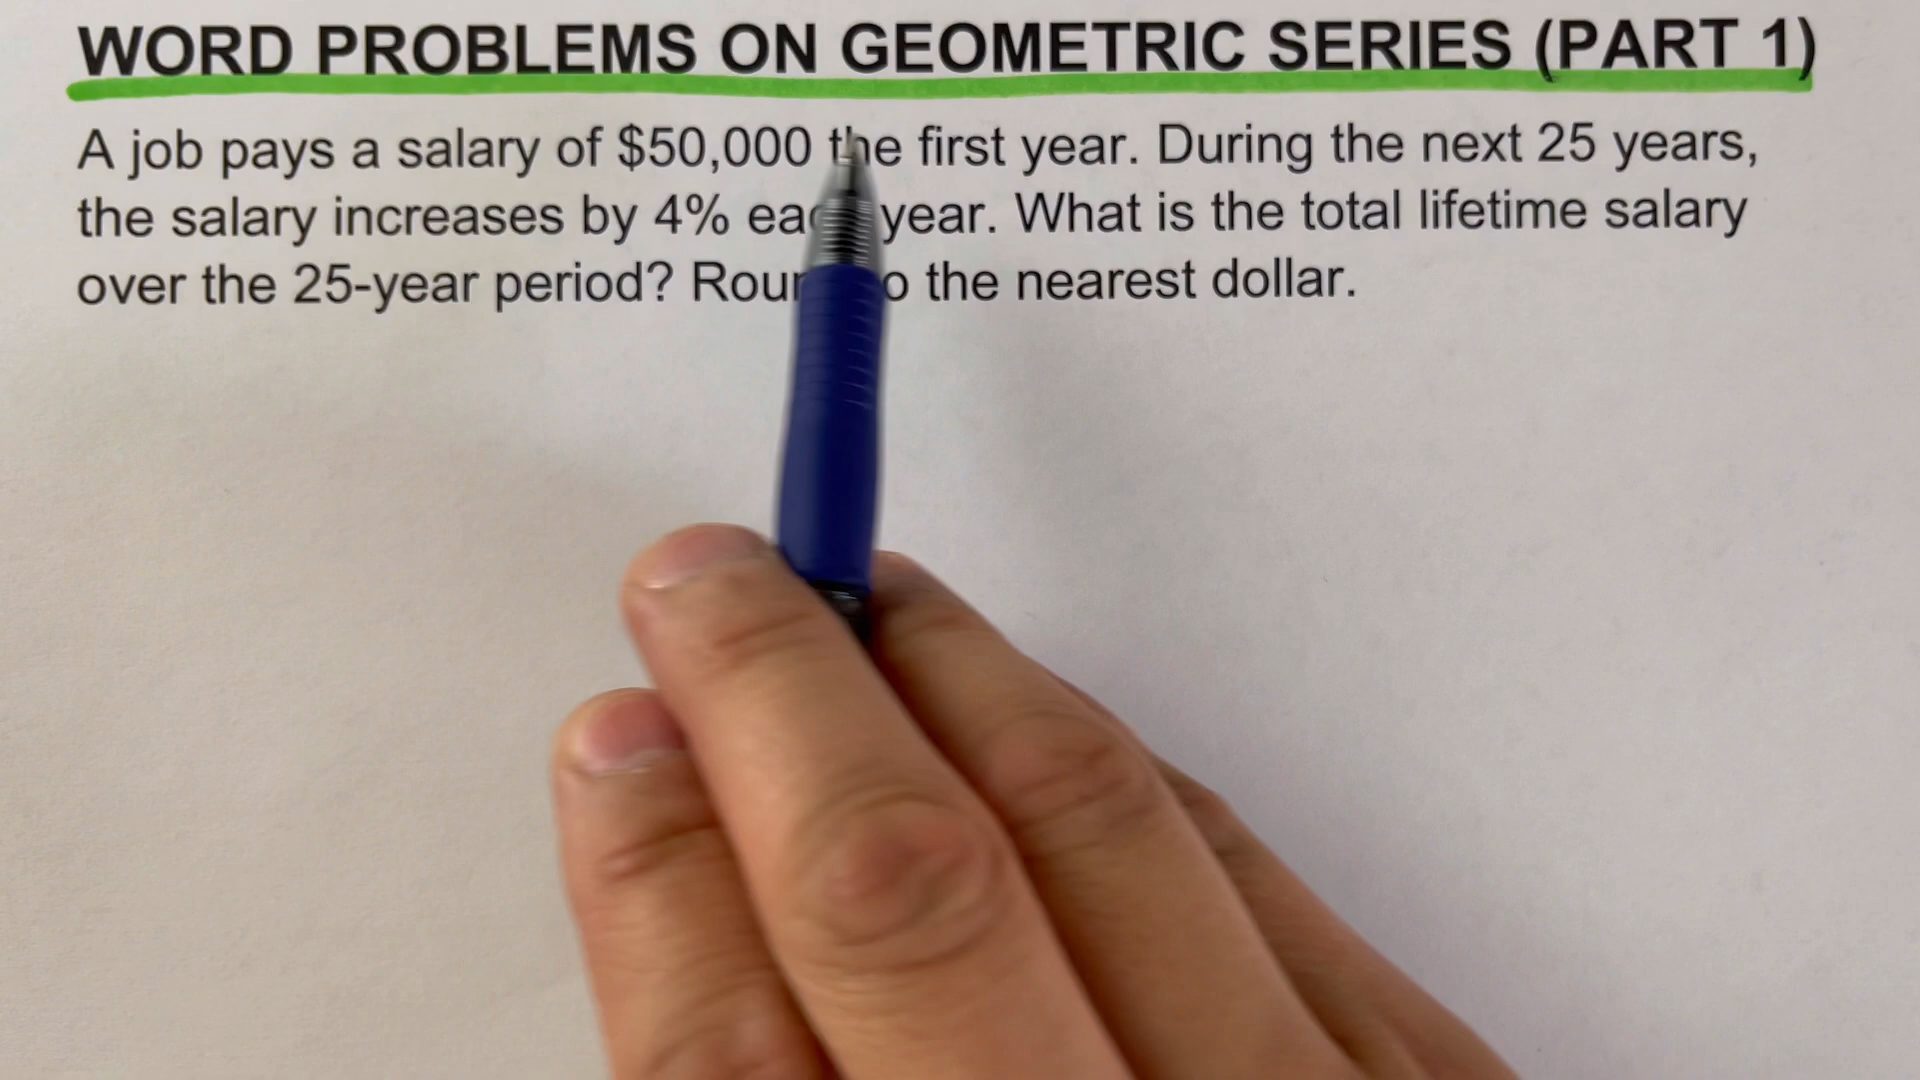 WORD PROBLEMS ON GEOMETRIC SERIES (PART 1)
A job pays a salary of $50,000 the first year. During the next 25 years,
the salary increases by 4% year. What is the total lifetime salary
over the 25-year period? the nearest dollar.